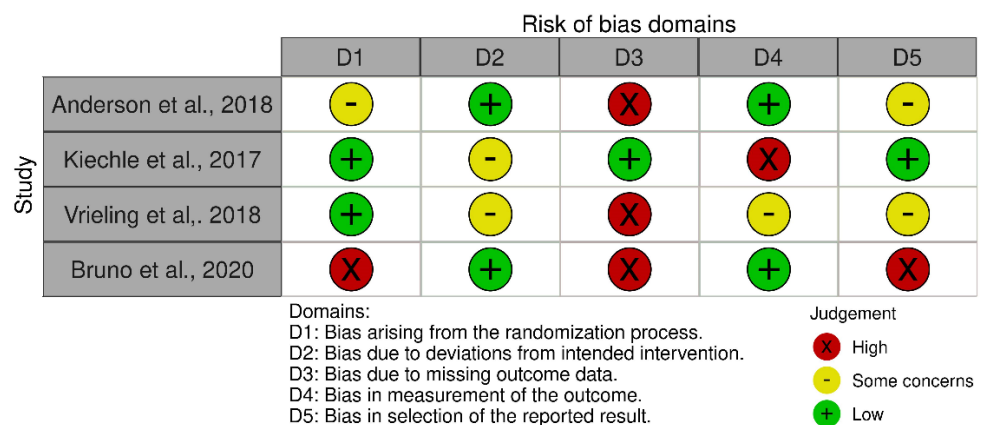 Risk of bias domains
D1 D2 D3 D4 D5
Study
Anderson et al., 2018 - + X + -
Kiechle et al., 2017 + - + X +
Vrieling et al,. 2018 + - X - -
Bruno et al., 2020 X + X + X
Domains:
D1: Bias arising from the randomization process.
D2: Bias due to deviations from intended intervention.
D3: Bias due to missing outcome data.
D4: Bias in measurement of the outcome.
D5: Bias in selection of the reported result.
Judgement
X High
- Some concerns
+ Low